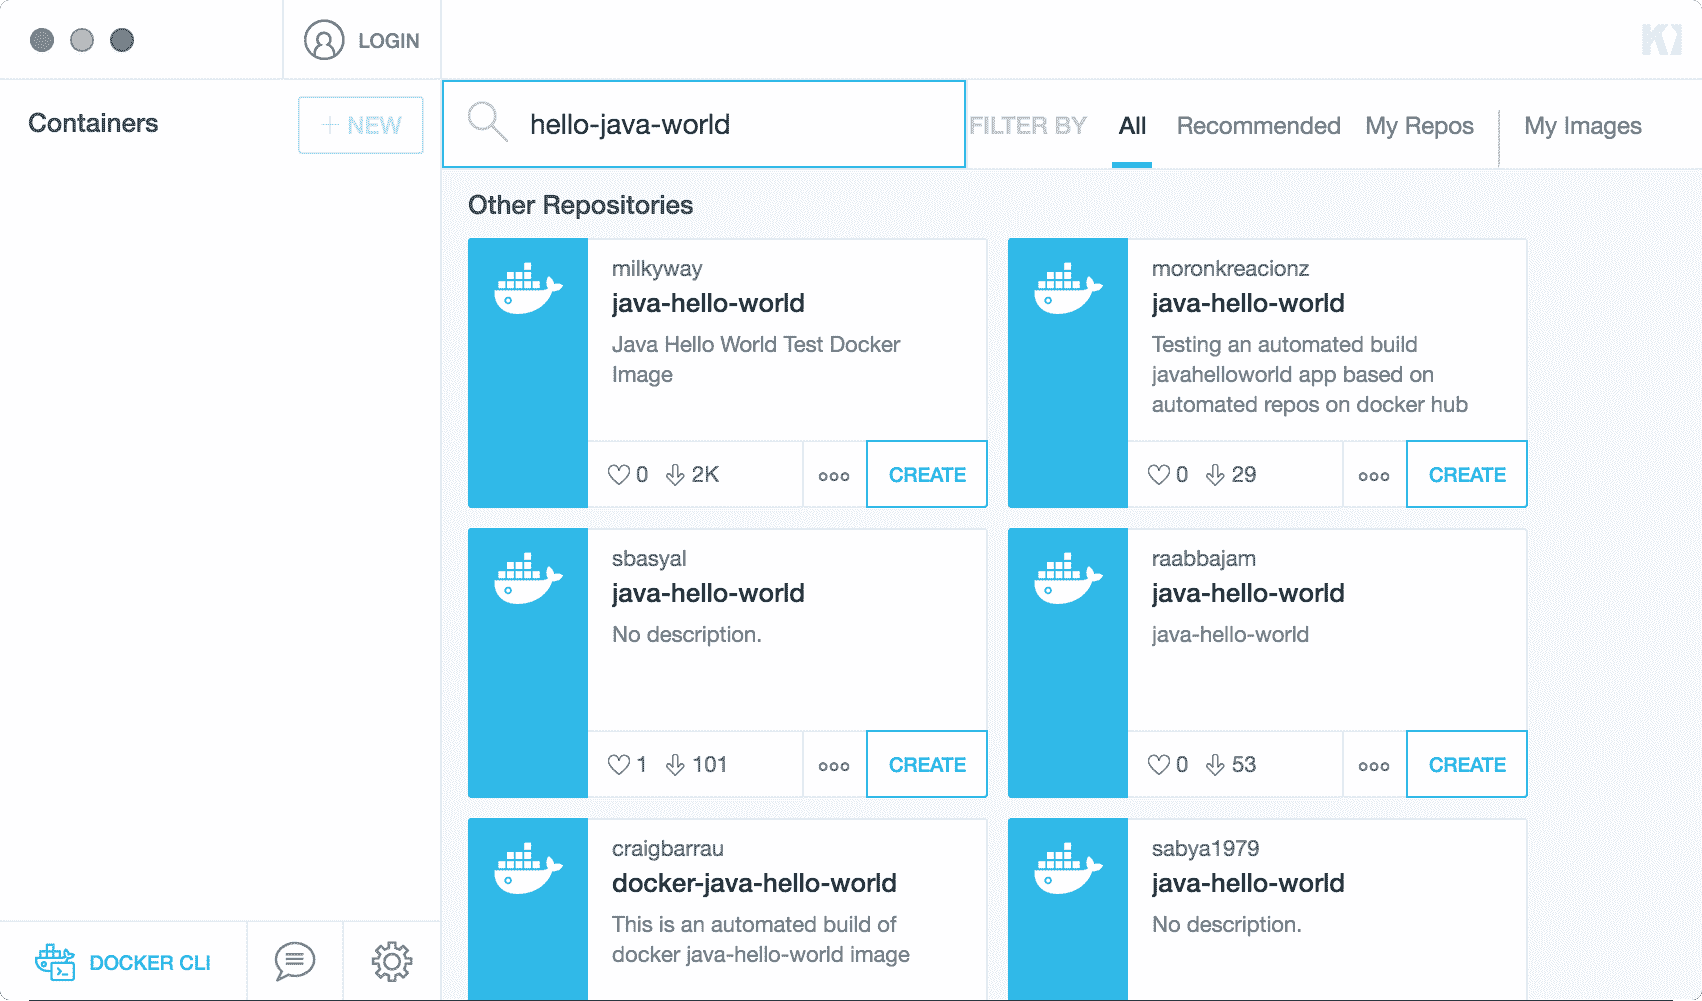 LOGIN
Containers
+ NEW
hello-java-world
FILTER BY
All
Recommended
My Repos
My Images
Other Repositories
milkyway
java-hello-world
Java Hello World Test Docker
Image
0
2K
CREATE
moronkreacionz
java-hello-world
Testing an automated build
javahelloworld app based on
automated repos on docker hub
0
29
CREATE
sbasyal
java-hello-world
No description.
1
101
CREATE
raabbajam
java-hello-world
java-hello-world
0
53
CREATE
craigbarrau
docker-java-hello-world
This is an automated build of
docker java-hello-world image
sabya1979
java-hello-world
No description.
DOCKER CLI